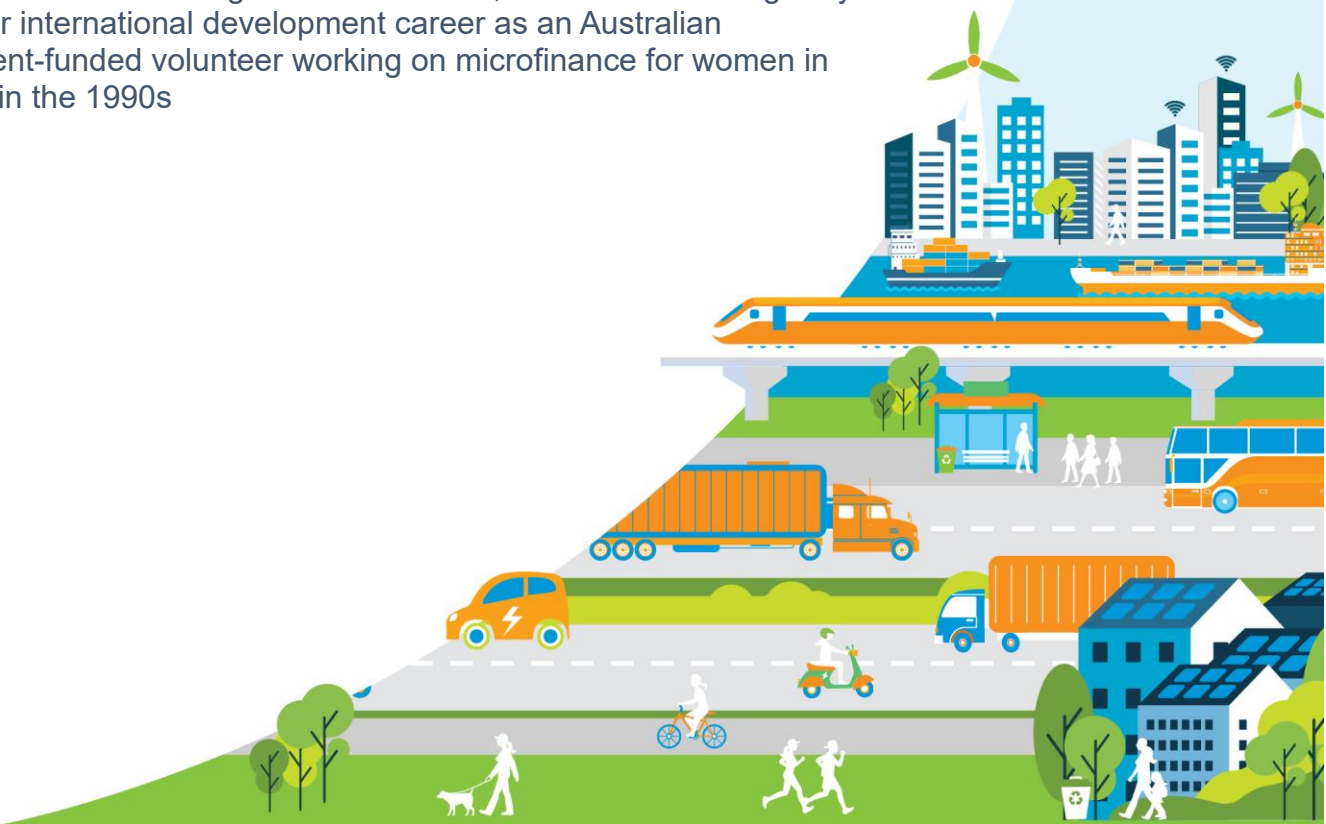 r international development career as an Australian
ent-funded volunteer working on microfinance for women in
in the 1990s